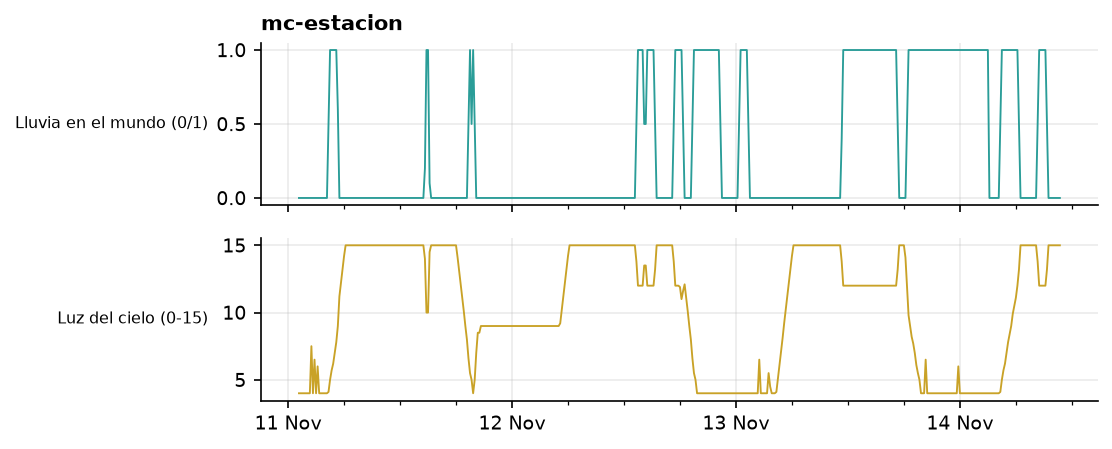 mc-estacion
1.0
Lluvia en el mundo (0/1)
0.5
0.0
15
10
Luz del cielo (0-15)
5
11 Nov
12 Nov
13 Nov
14 Nov